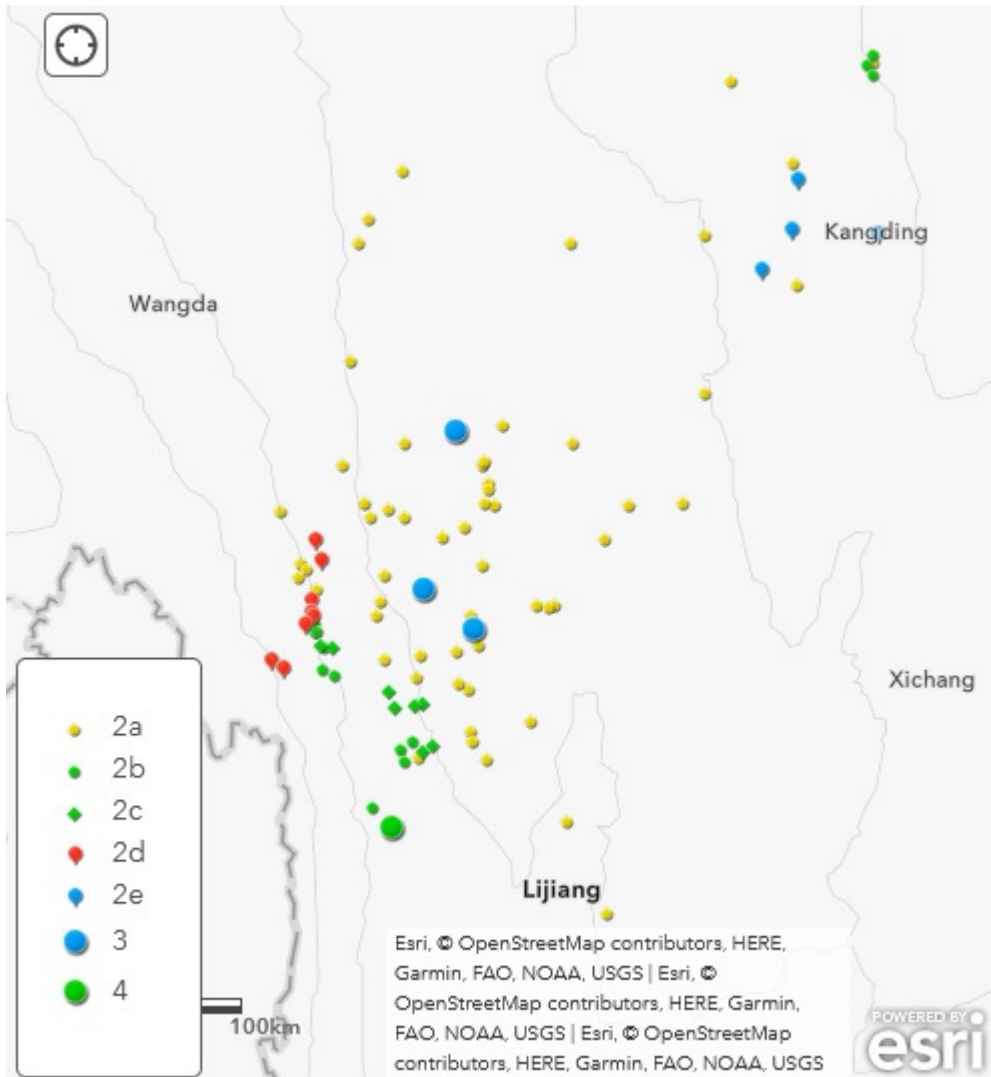 Kangding
Wangda
Xichang
2a
2b
2c
2d
2e
3
4
Lijiang
100km
Esri, © OpenStreetMap contributors, HERE,
Garmin, FAO, NOAA, USGS | Esri, ©
OpenStreetMap contributors, HERE, Garmin,
FAO, NOAA, USGS | Esri, © OpenStreetMap
contributors, HERE, Garmin, FAO, NOAA, USGS
POWERED BY
esri